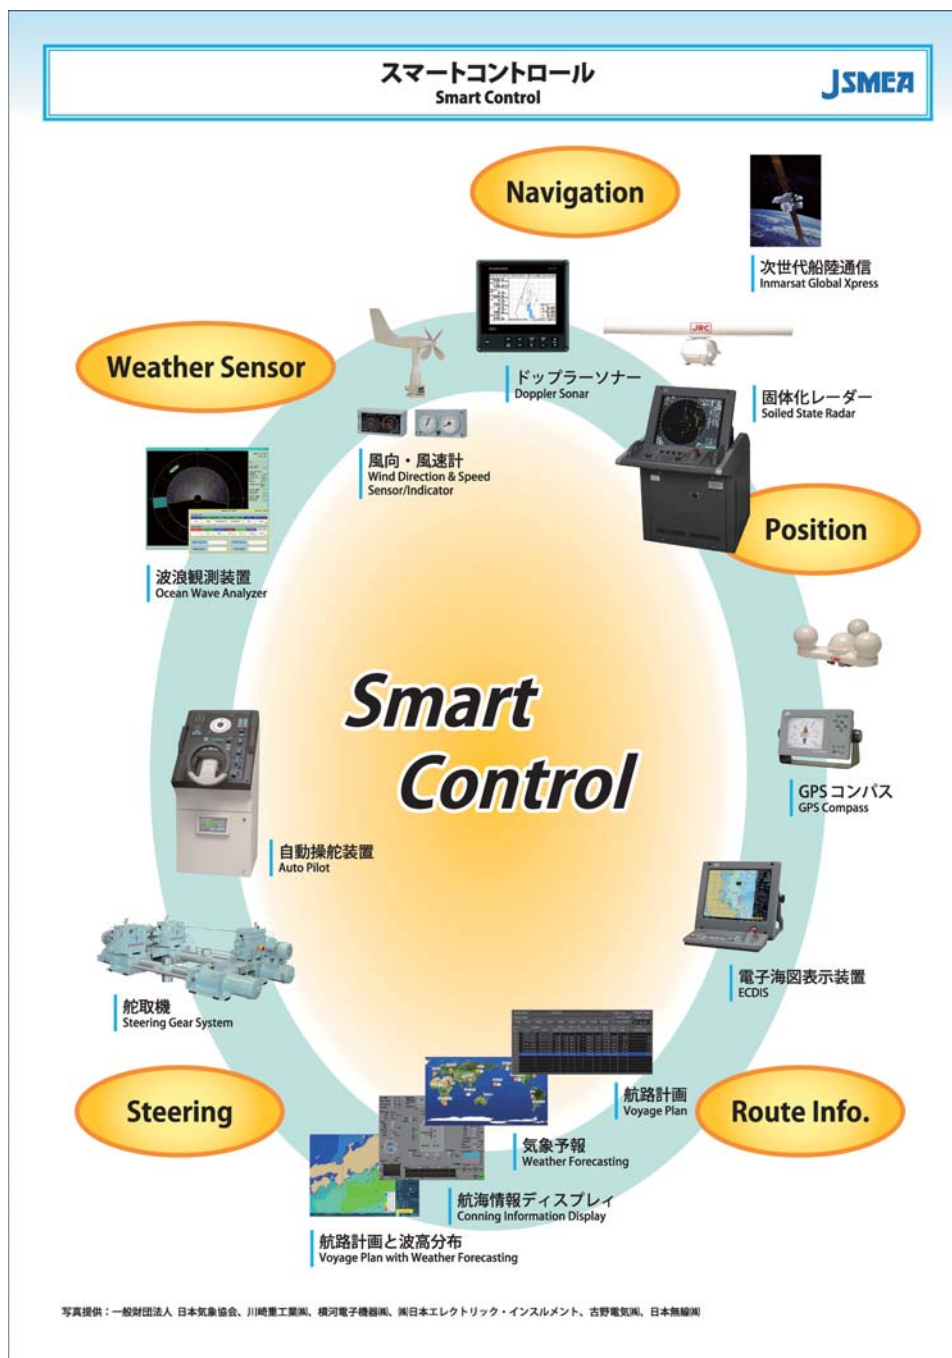 スマートコントロール
Smart Control
JSMEA
Navigation
次世代船陸通信
Inmarsat Global Xpress
Weather Sensor
ドップラーソナー
Doppler Sonar
JRC
固体化レーダー
Soiled State Radar
風向・風速計
Wind Direction & Speed
Sensor/Indicator
Position
波浪観測装置
Ocean Wave Analyzer
Smart
Control
GPSコンパス
GPS Compass
自動操舵装置
Auto Pilot
電子海図表示装置
ECDIS
舵取機
Steering Gear System
Steering
航路計画
Voyage Plan
Route Info.
気象予報
Weather Forecasting
航海情報ディスプレイ
Conning Information Display
航路計画と波高分布
Voyage Plan with Weather Forecasting
写真提供：一般財団法人 日本気象協会、川崎重工業㈱、横河電子機器㈱、㈱日本エレクトリック・インスルメント、古野電気㈱、日本無線㈱